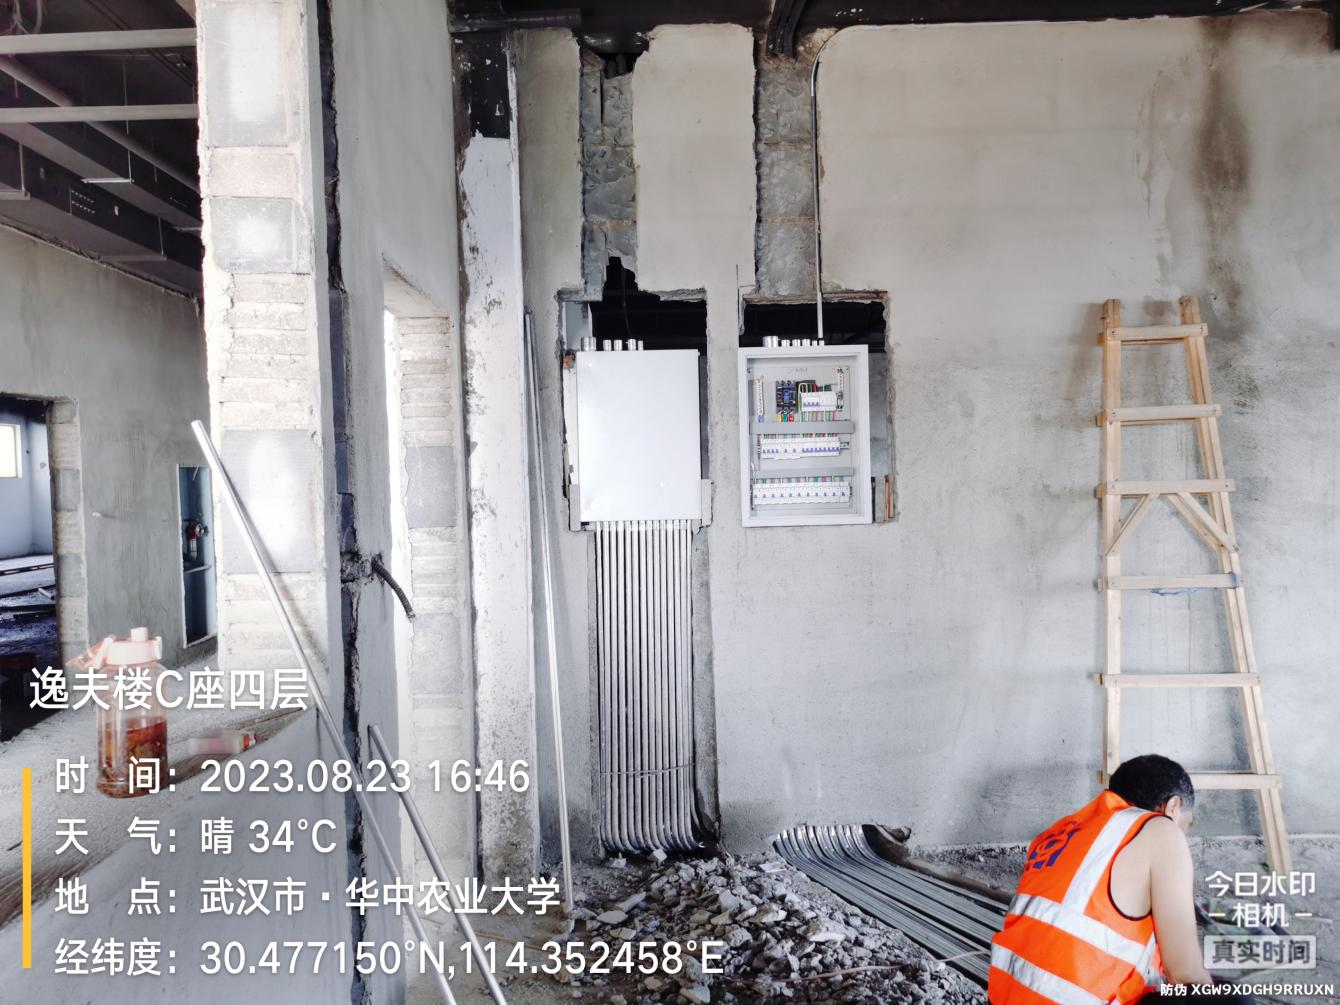 逸夫楼C座四层
时 间：2023.08.23 16:46
天 气：晴 34°C
地 点：武汉市·华中农业大学
经纬度：30.477150°N,114.352458°E
今日水印
相机
真实时间
防伪 XGW9XDGH9RRUXN